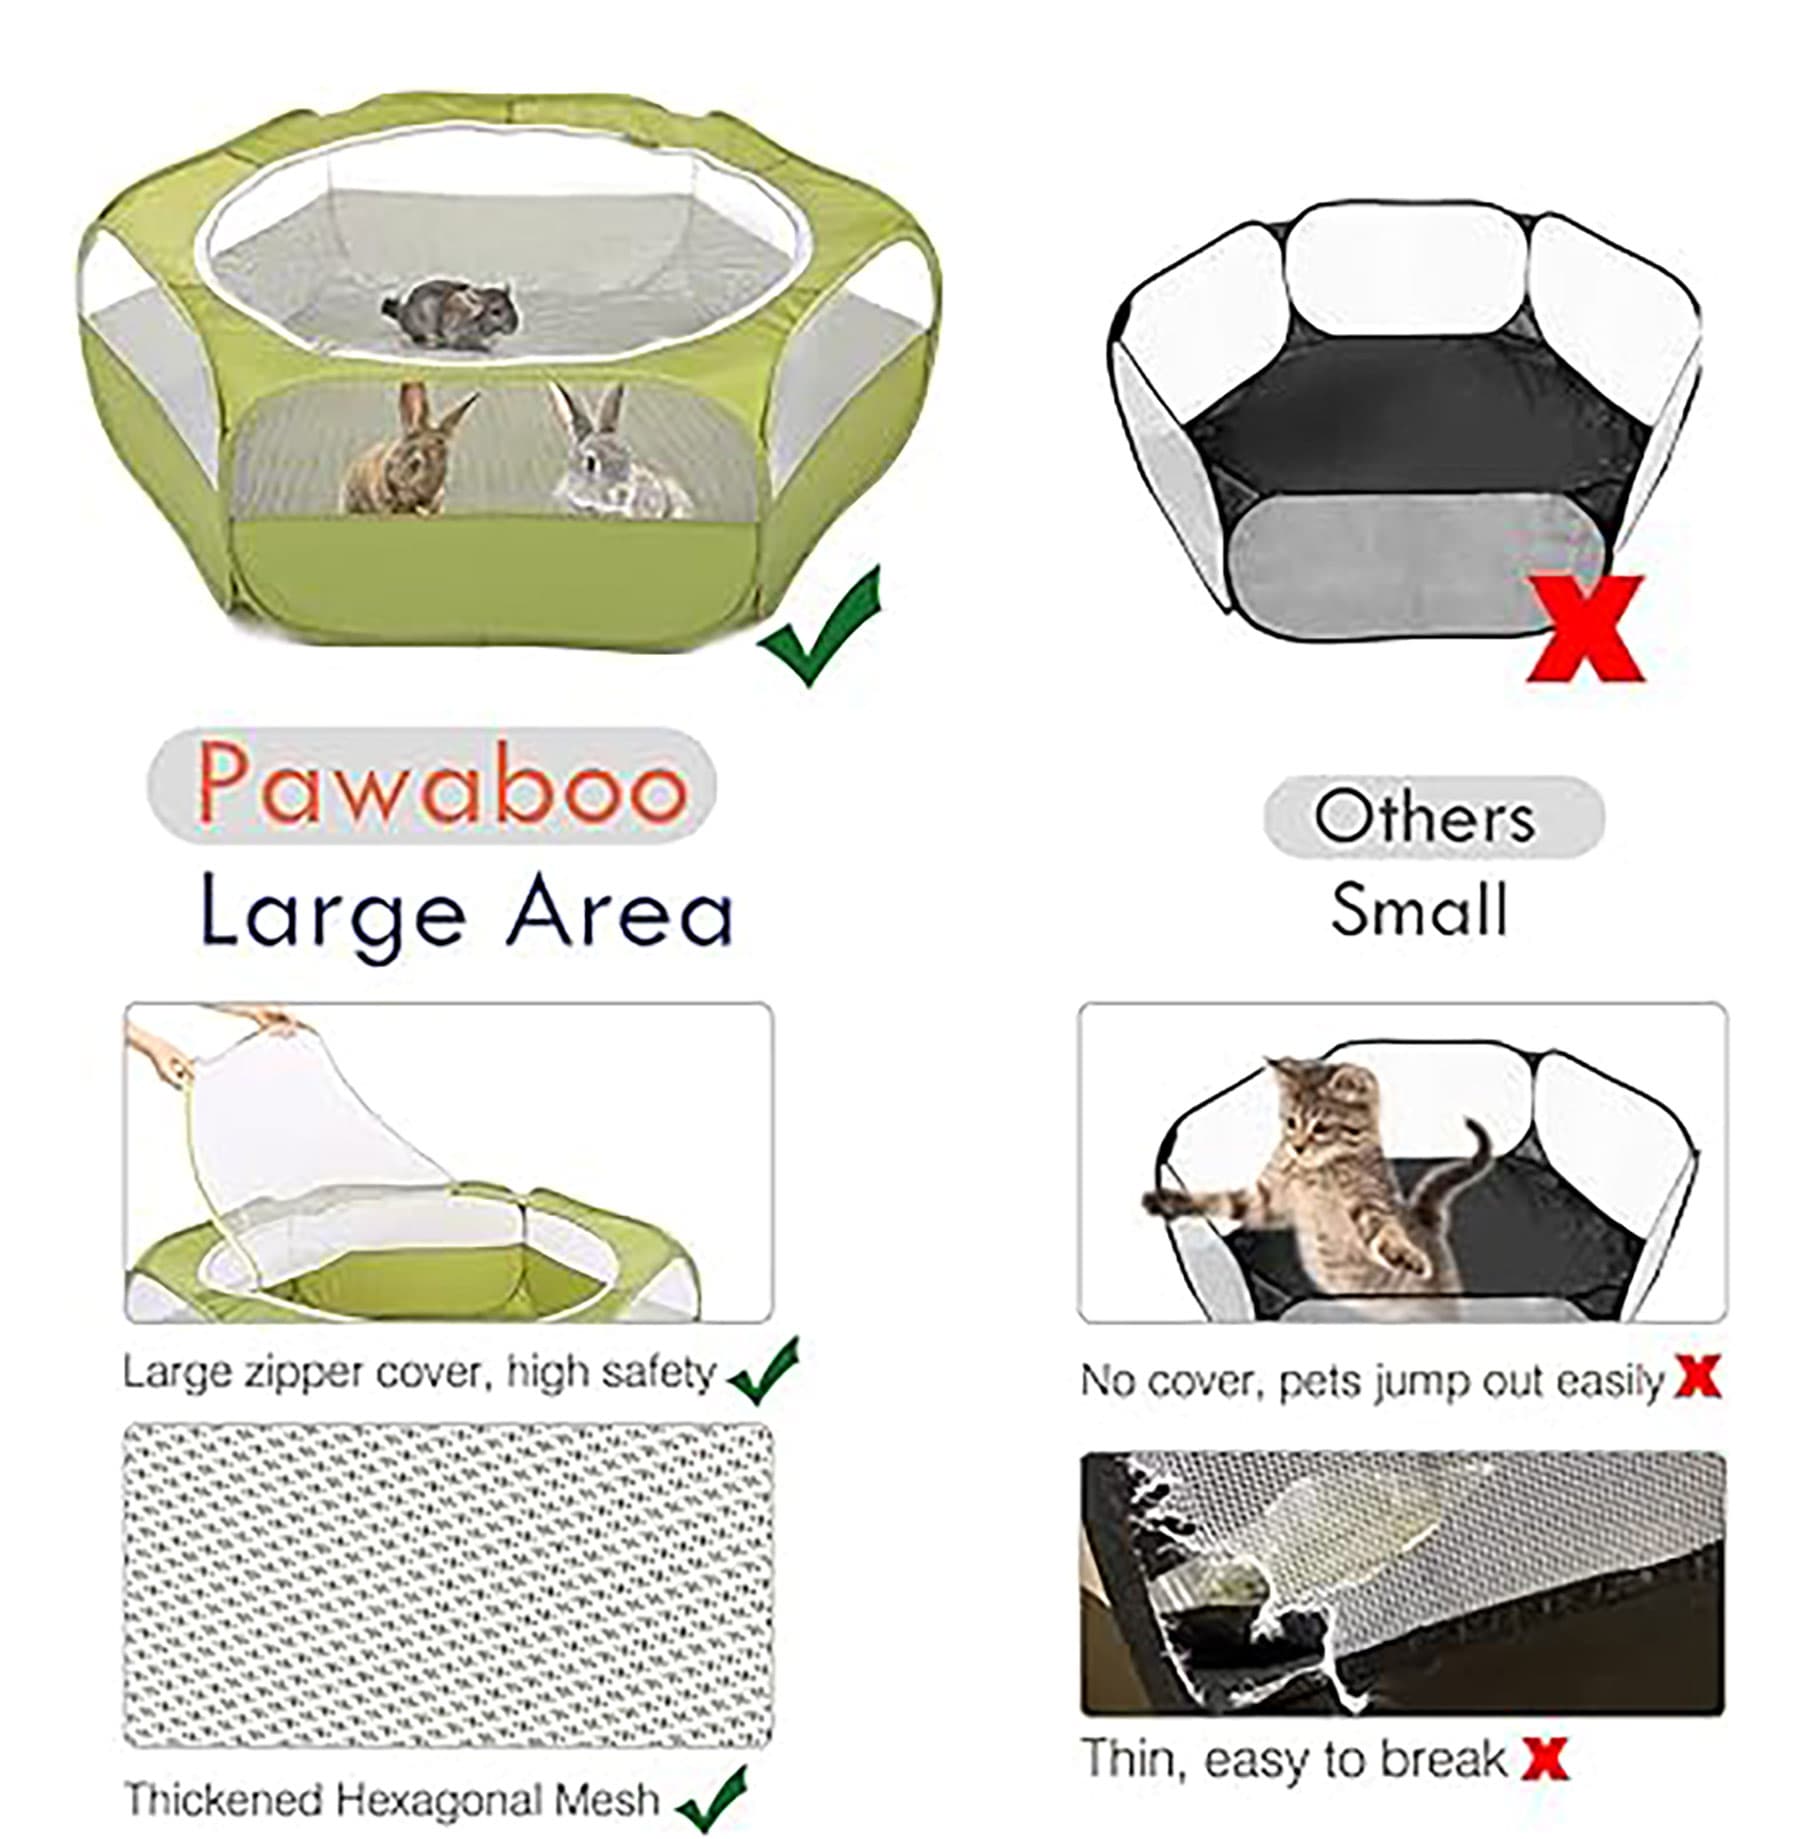 Pawaboo
Large Area
Others
Small
Large zipper cover, high safety
No cover, pets jump out easily
Thickened Hexagonal Mesh
Thin, easy to break